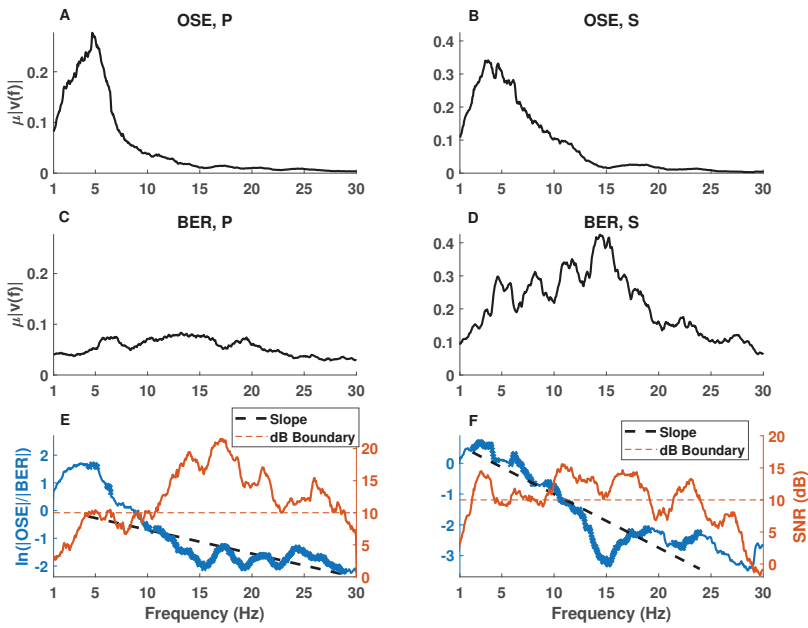 A
OSE, P
B
OSE, S
μ|v(f)|
0.2
0.1
0
1 5 10 15 20 25 30
0.4
0.3
0.2
0.1
0
1 5 10 15 20 25 30
C
BER, P
D
BER, S
μ|v(f)|
0.2
0.1
0
1 5 10 15 20 25 30
0.4
0.3
0.2
0.1
0
1 5 10 15 20 25 30
E
Slope
dB Boundary
ln(|OSE|/|BER|)
2
1
0
-1
-2
20
15
10
5
0
1 5 10 15 20 25 30
Frequency (Hz)
F
Slope
dB Boundary
0
-1
-2
-3
20
15
10
5
0
SNR (dB)
1 5 10 15 20 25 30
Frequency (Hz)